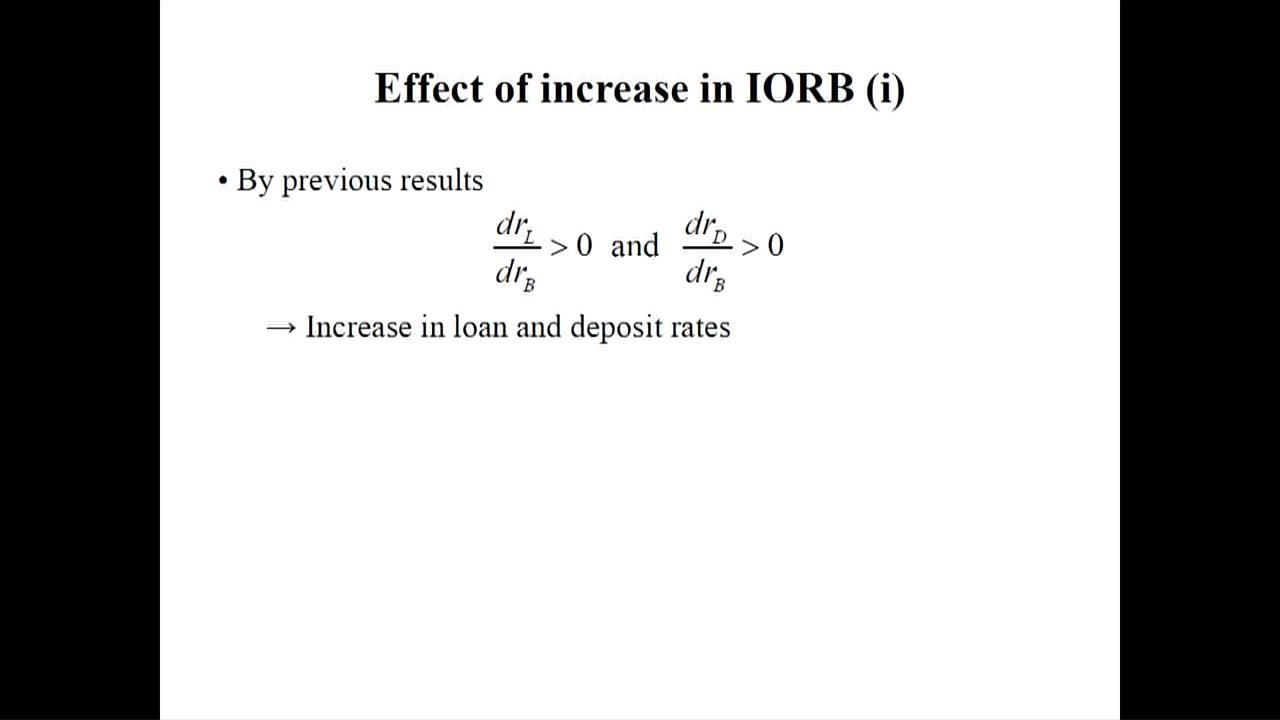 Effect of increase in IORB (i)
• By previous results
dr_L/dr_B > 0 and dr_D/dr_B > 0
→ Increase in loan and deposit rates